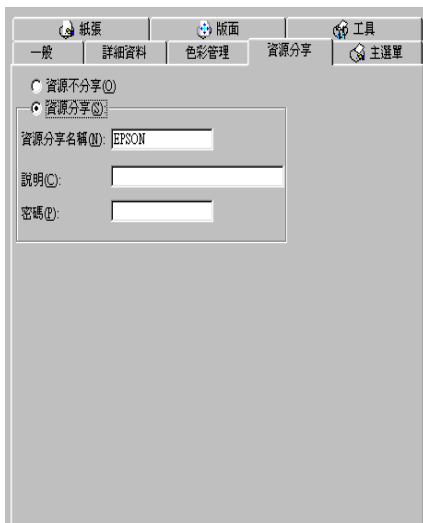 紙張 版面 工具
一般 詳細資料 色彩管理 資源分享 主選單
資源不分享(O)
資源分享(S):
資源分享名稱(N): EPSON
說明(C):
密碼(P):